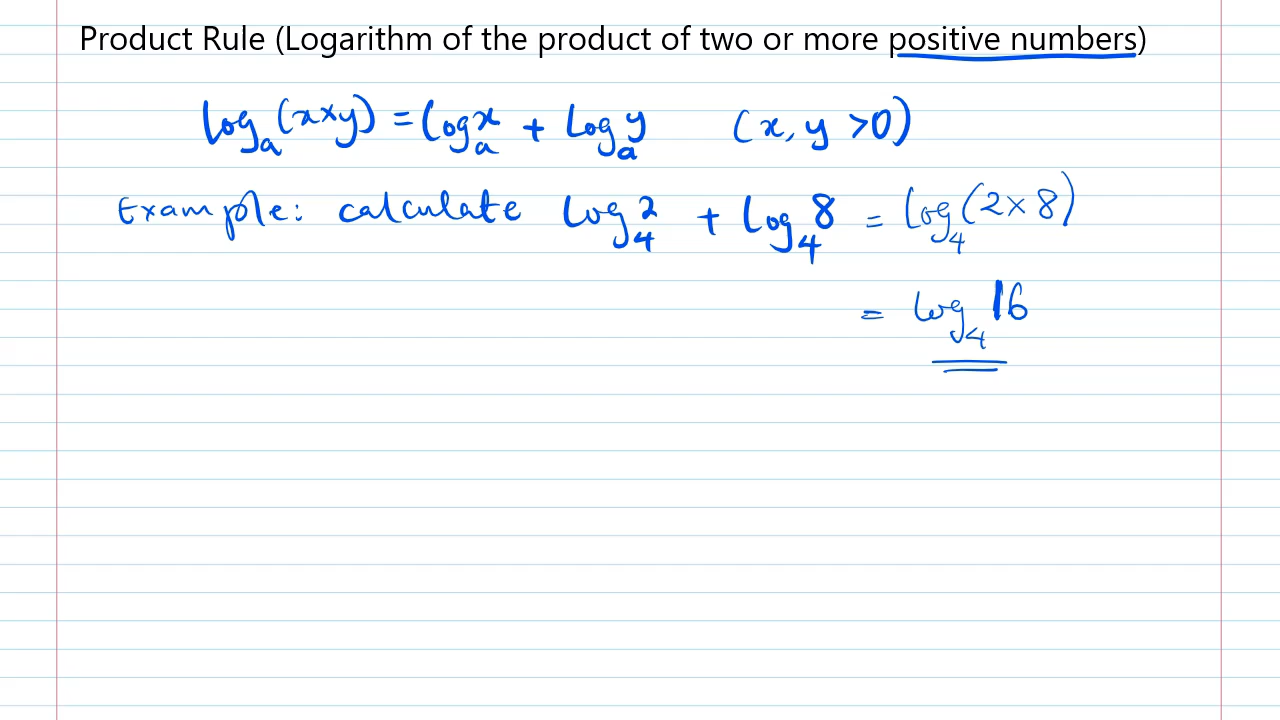 Product Rule (Logarithm of the product of two or more positive numbers)
logₐ(x×y) = logₐx + logₐy (x, y >0)
Example: calculate log₄2 + log₄8 = log₄(2×8)
= log₄16